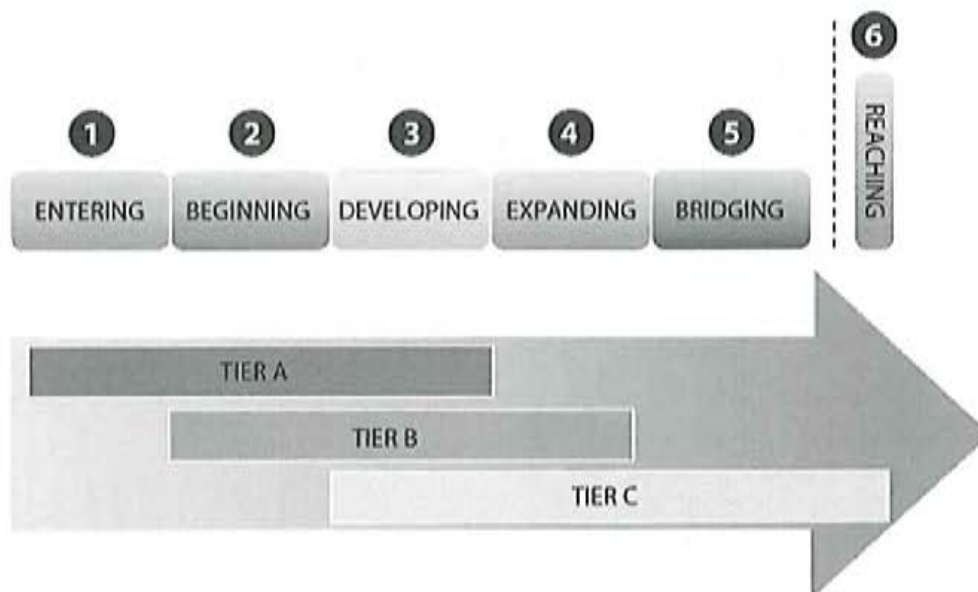 6
REACHING
1 2 3 4 5
ENTERING BEGINNING DEVELOPING EXPANDING BRIDGING
TIER A
TIER B
TIER C